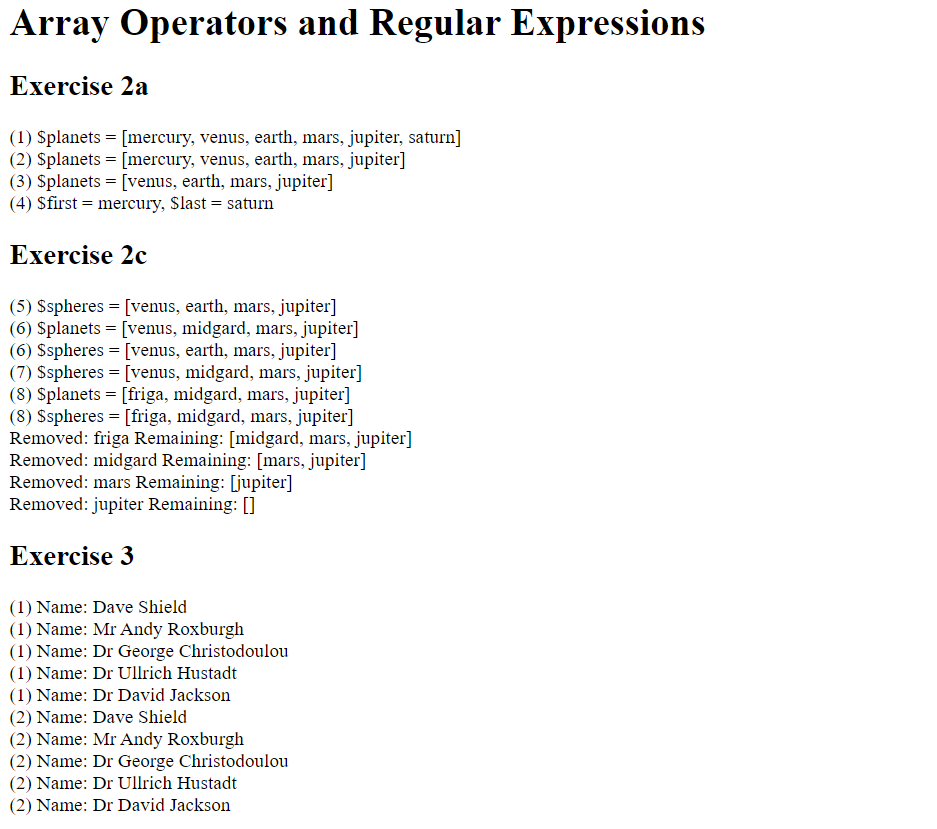 Array Operators and Regular Expressions
Exercise 2a
(1) $planets = [mercury, venus, earth, mars, jupiter, saturn]
(2) $planets = [mercury, venus, earth, mars, jupiter]
(3) $planets = [venus, earth, mars, jupiter]
(4) $first = mercury, $last = saturn
Exercise 2c
(5) $spheres = [venus, earth, mars, jupiter]
(6) $planets = [venus, midgard, mars, jupiter]
(6) $spheres = [venus, earth, mars, jupiter]
(7) $spheres = [venus, midgard, mars, jupiter]
(8) $planets = [friga, midgard, mars, jupiter]
(8) $spheres = [friga, midgard, mars, jupiter]
Removed: friga Remaining: [midgard, mars, jupiter]
Removed: midgard Remaining: [mars, jupiter]
Removed: mars Remaining: [jupiter]
Removed: jupiter Remaining: []
Exercise 3
(1) Name: Dave Shield
(1) Name: Mr Andy Roxburgh
(1) Name: Dr George Christodoulou
(1) Name: Dr Ullrich Hustadt
(1) Name: Dr David Jackson
(2) Name: Dave Shield
(2) Name: Mr Andy Roxburgh
(2) Name: Dr George Christodoulou
(2) Name: Dr Ullrich Hustadt
(2) Name: Dr David Jackson